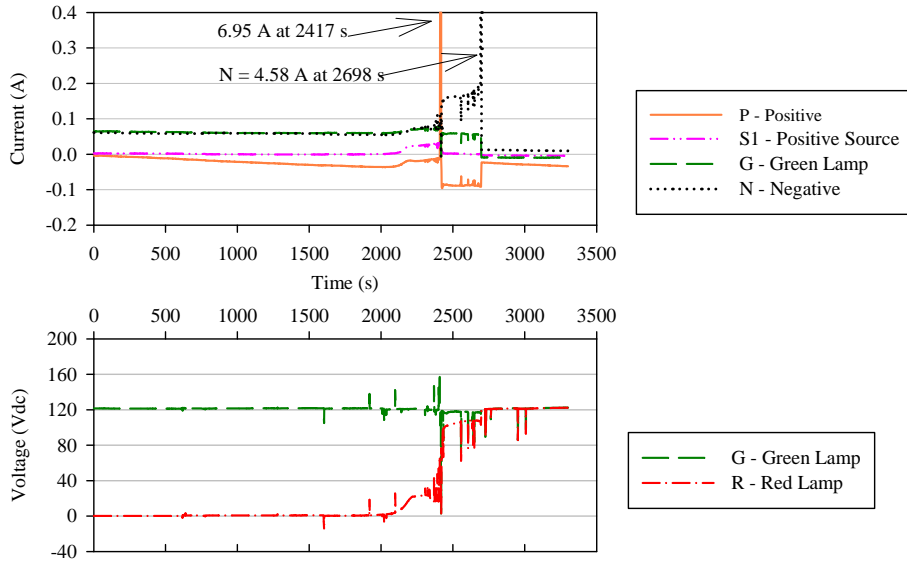 6.95 A at 2417 s
N = 4.58 A at 2698 s
Current (A)
0.4
0.3
0.2
0.1
0.0
-0.1
-0.2
0 500 1000 1500 2000 2500 3000 3500
Time (s)
P - Positive
S1 - Positive Source
G - Green Lamp
N - Negative
0 500 1000 1500 2000 2500 3000 3500
Voltage (Vdc)
200
160
120
80
40
0
-40
G - Green Lamp
R - Red Lamp